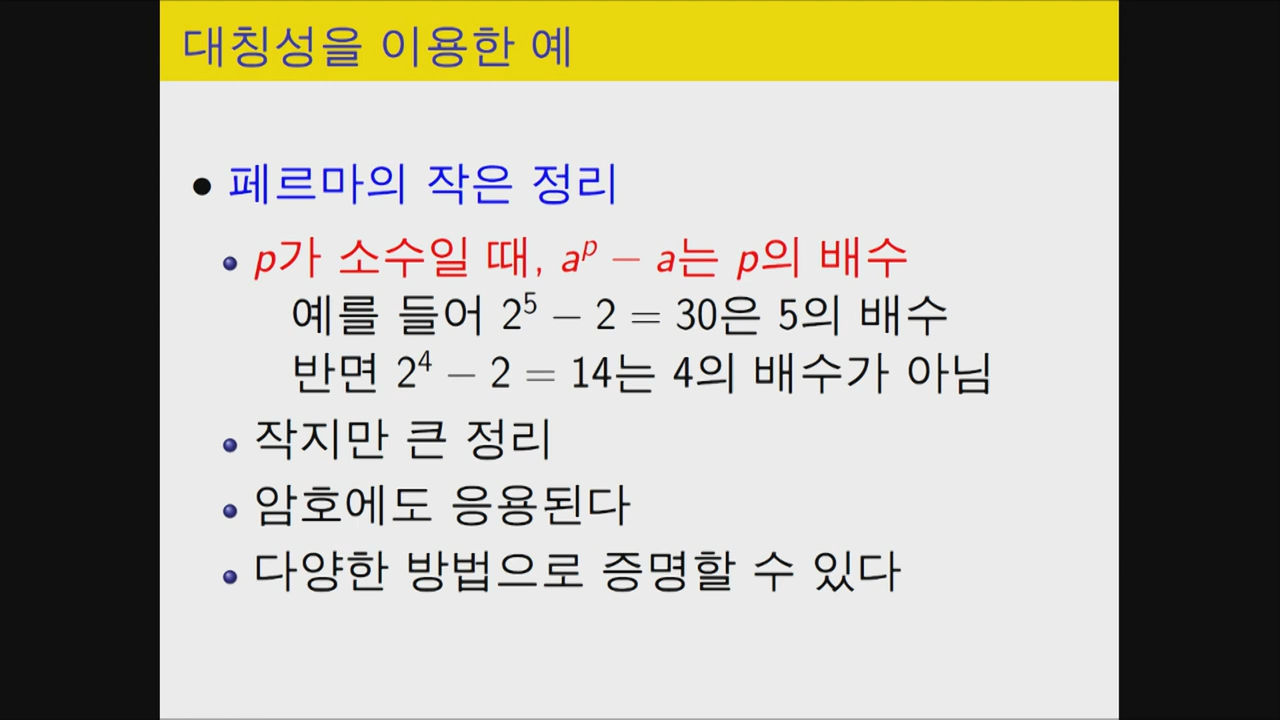 대칭성을 이용한 예
● 페르마의 작은 정리
● p가 소수일 때, aᵖ − a는 p의 배수
예를 들어 2⁵ − 2 = 30은 5의 배수
반면 2⁴ − 2 = 14는 4의 배수가 아님
● 작지만 큰 정리
● 암호에도 응용된다
● 다양한 방법으로 증명할 수 있다